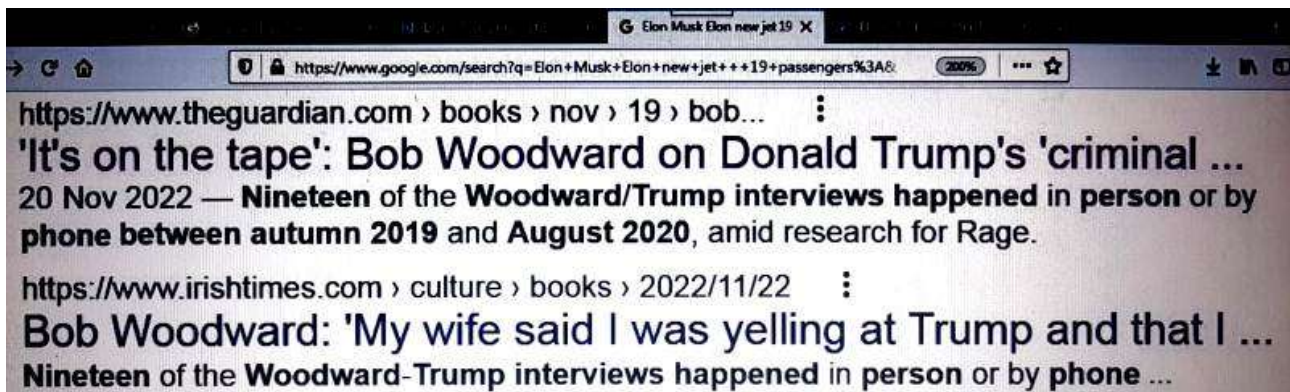 G Elon Musk Elon new jet 19 X
https://www.google.com/search?q=Elon+Musk+Elon+new+jet+++19+passengers%3A& 200%
https://www.theguardian.com › books › nov › 19 › bob...
'It's on the tape': Bob Woodward on Donald Trump's 'criminal ...
20 Nov 2022 — Nineteen of the Woodward/Trump interviews happened in person or by
phone between autumn 2019 and August 2020, amid research for Rage.
https://www.irishtimes.com › culture › books › 2022/11/22
Bob Woodward: 'My wife said I was yelling at Trump and that I ...
Nineteen of the Woodward-Trump interviews happened in person or by phone ...